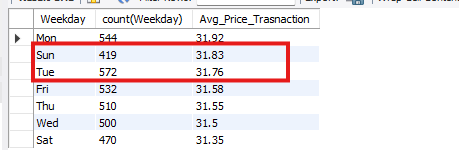 Weekday count(Weekday) Avg_Price_Trasnaction
Mon 544 31.92
Sun 419 31.83
Tue 572 31.76
Fri 532 31.58
Thu 510 31.55
Wed 500 31.5
Sat 470 31.35